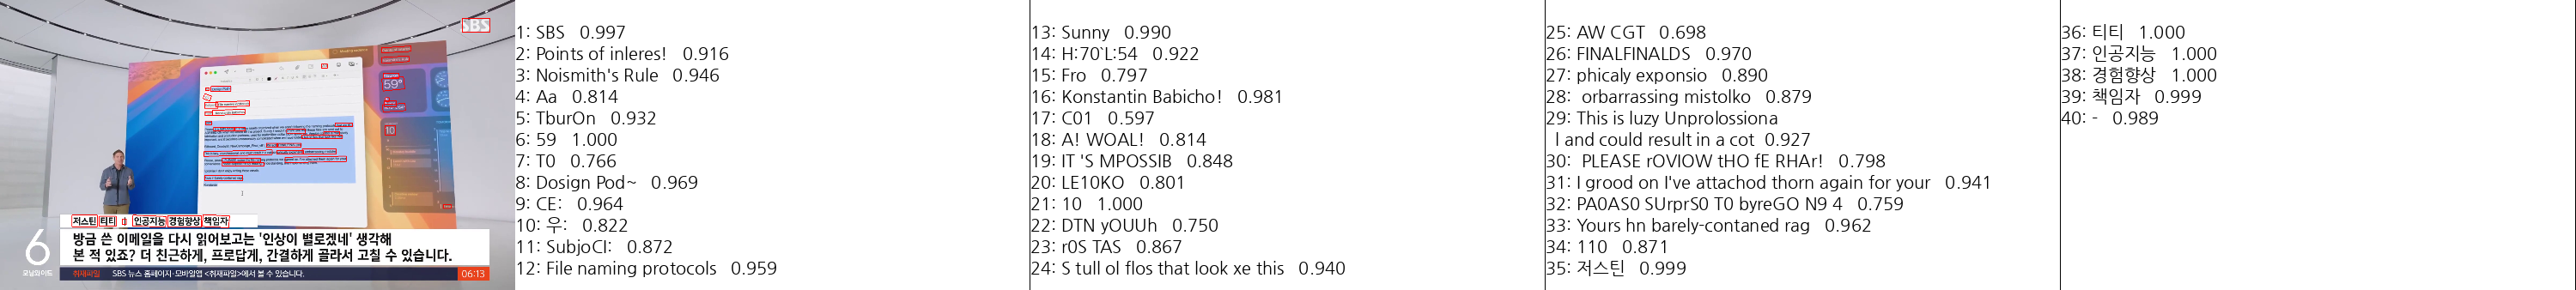 SBS
59°
10
저스틴 티티 | 인공지능 경험향상 책임자
6
모닝와이드
방금 쓴 이메일을 다시 읽어보고는 '인상이 별로겠네' 생각해
본 적 있죠? 더 친근하게, 프로답게, 간결하게 골라서 고칠 수 있습니다.
취재파일 SBS 뉴스 홈페이지·모바일앱 <취재파일>에서 볼 수 있습니다. 06:13
1: SBS 0.997
2: Points of inleres! 0.916
3: Noismith's Rule 0.946
4: Aa 0.814
5: TburOn 0.932
6: 59 1.000
7: T0 0.766
8: Dosign Pod~ 0.969
9: CE: 0.964
10: 우: 0.822
11: SubjoCI: 0.872
12: File naming protocols 0.959
13: Sunny 0.990
14: H:70`L:54 0.922
15: Fro 0.797
16: Konstantin Babicho! 0.981
17: C01 0.597
18: A! WOAL! 0.814
19: IT 'S MPOSSIB 0.848
20: LE10KO 0.801
21: 10 1.000
22: DTN yOUUh 0.750
23: r0S TAS 0.867
24: S tull ol flos that look xe this 0.940
25: AW CGT 0.698
26: FINALFINALDS 0.970
27: phicaly exponsio 0.890
28: orbarrassing mistolko 0.879
29: This is luzy Unprolossiona
l and could result in a cot 0.927
30: PLEASE rOVIOW tHO fE RHAr! 0.798
31: I grood on I've attachod thorn again for your 0.941
32: PA0AS0 SUrprS0 T0 byreGO N9 4 0.759
33: Yours hn barely-contaned rag 0.962
34: 110 0.871
35: 저스틴 0.999
36: 티티 1.000
37: 인공지능 1.000
38: 경험향상 1.000
39: 책임자 0.999
40: - 0.989